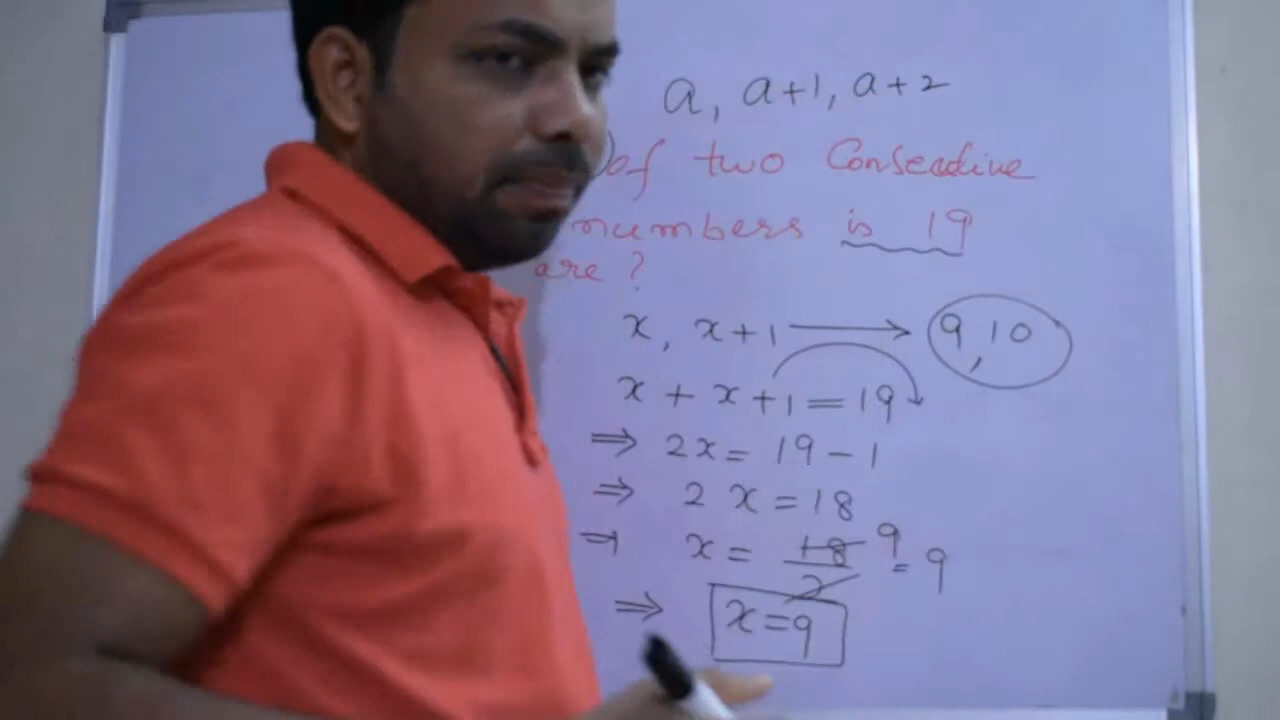 a, a+1, a+2
of two Consecutive
numbers is 19
are ?
x, x+1 → 9, 10
x + x+1 = 19
⇒ 2x = 19 - 1
⇒ 2x = 18
⇒ x = 18/2 9 = 9
⇒ x=9